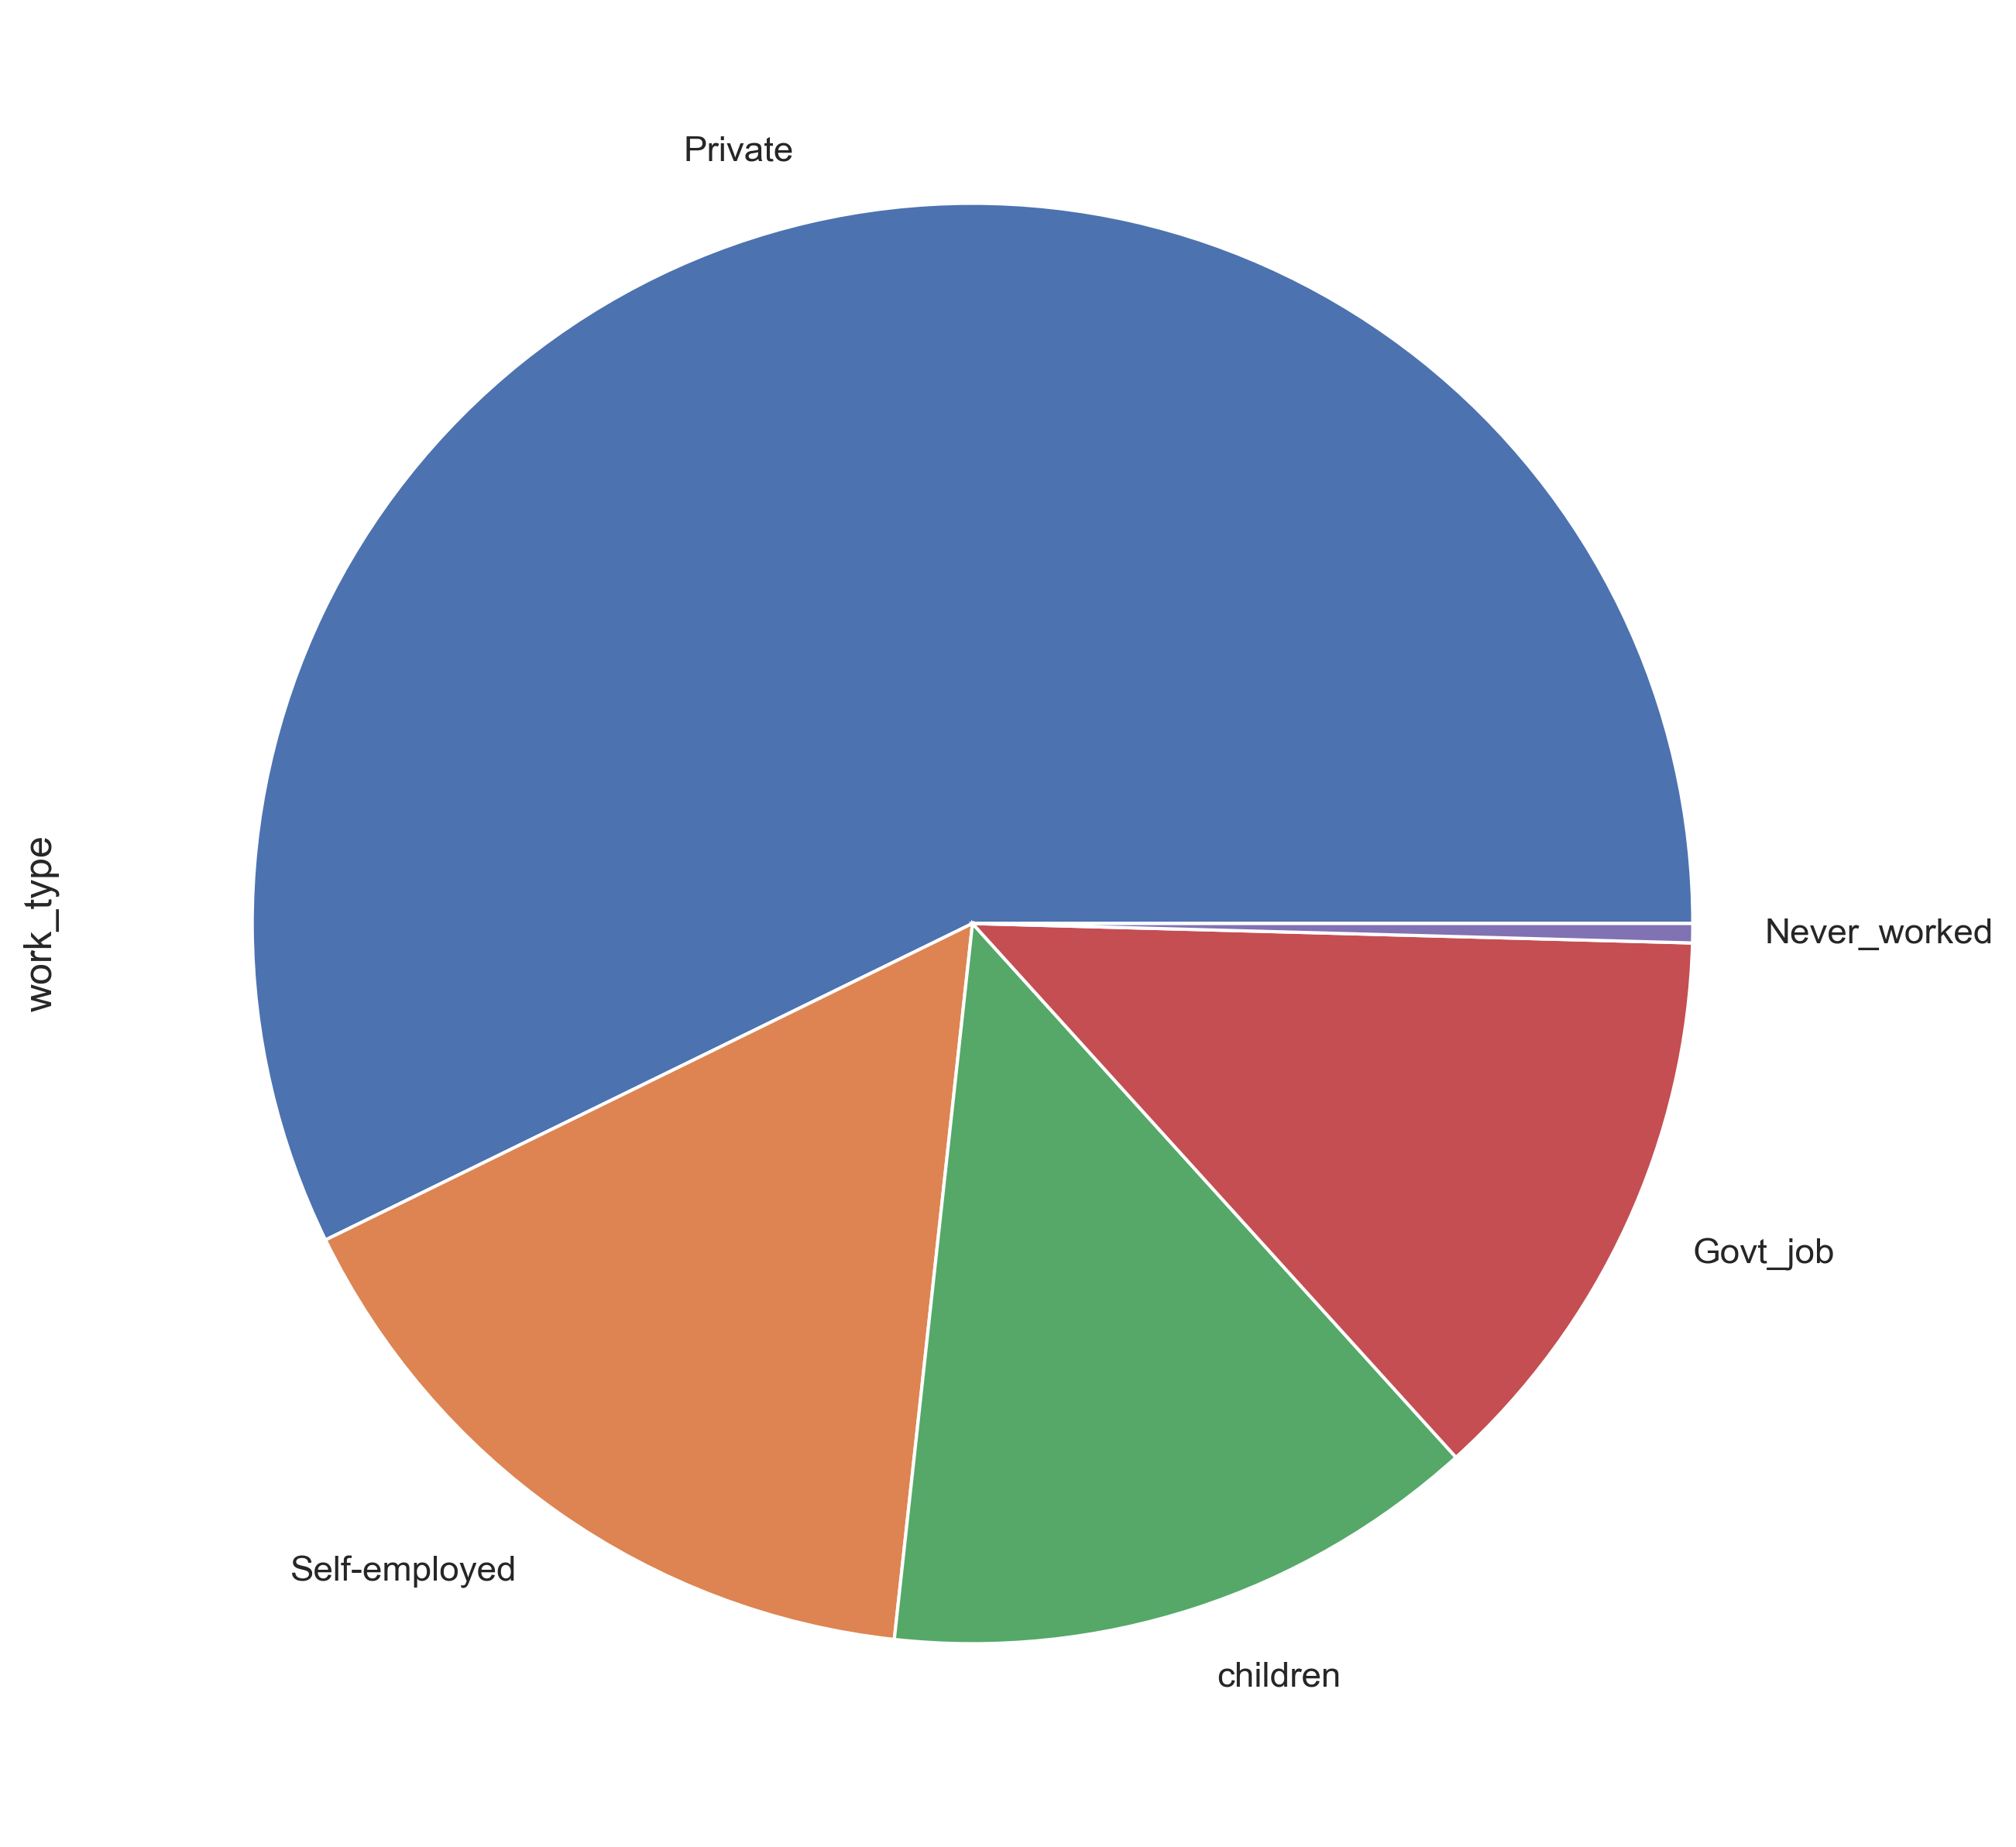 Private
work_type
Never_worked
Govt_job
Self-employed
children